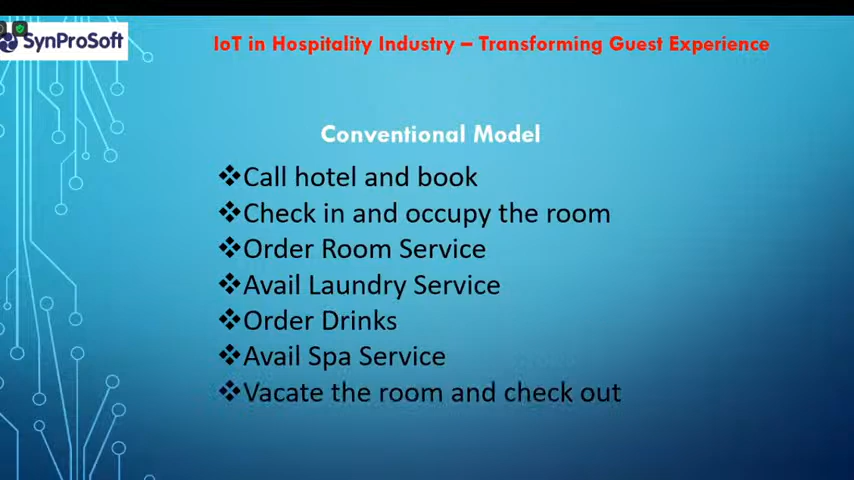 SynProSoft
IoT in Hospitality Industry – Transforming Guest Experience
Conventional Model
❖Call hotel and book
❖Check in and occupy the room
❖Order Room Service
❖Avail Laundry Service
❖Order Drinks
❖Avail Spa Service
❖Vacate the room and check out